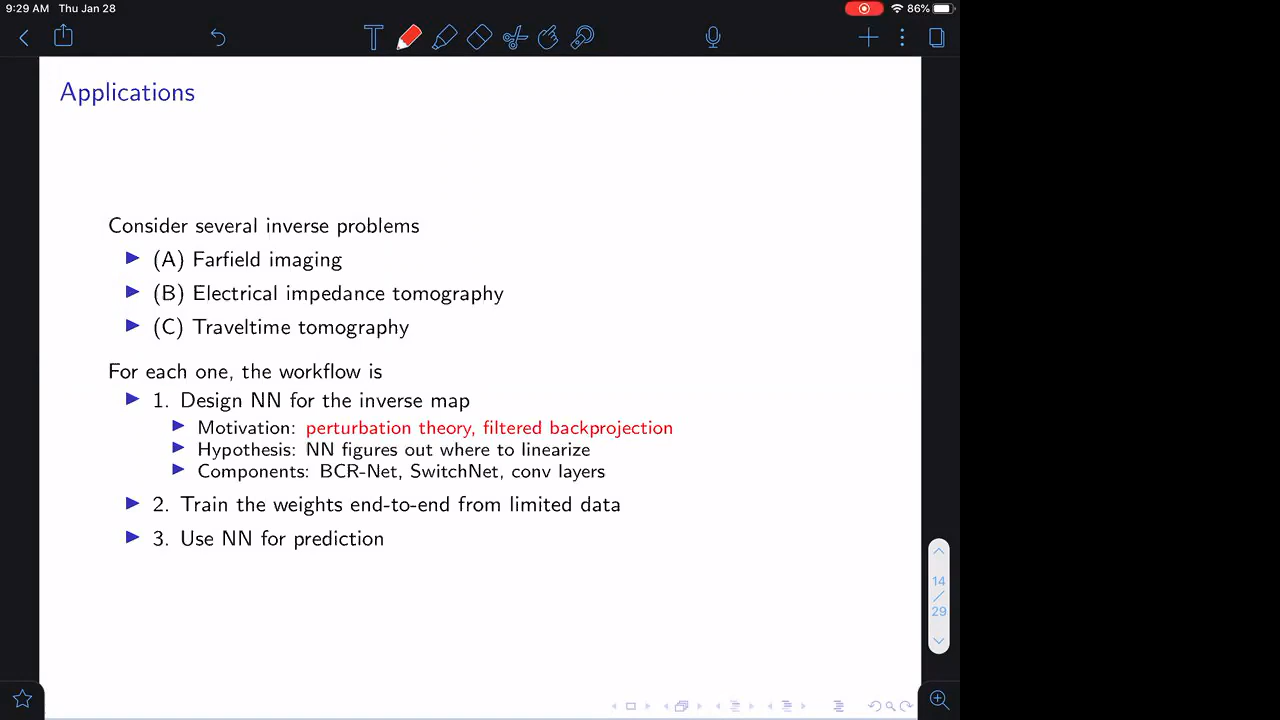 9:29 AM Thu Jan 28
86%
Applications
Consider several inverse problems
(A) Farfield imaging
(B) Electrical impedance tomography
(C) Traveltime tomography
For each one, the workflow is
1. Design NN for the inverse map
Motivation: perturbation theory, filtered backprojection
Hypothesis: NN figures out where to linearize
Components: BCR-Net, SwitchNet, conv layers
2. Train the weights end-to-end from limited data
3. Use NN for prediction
14
/
29